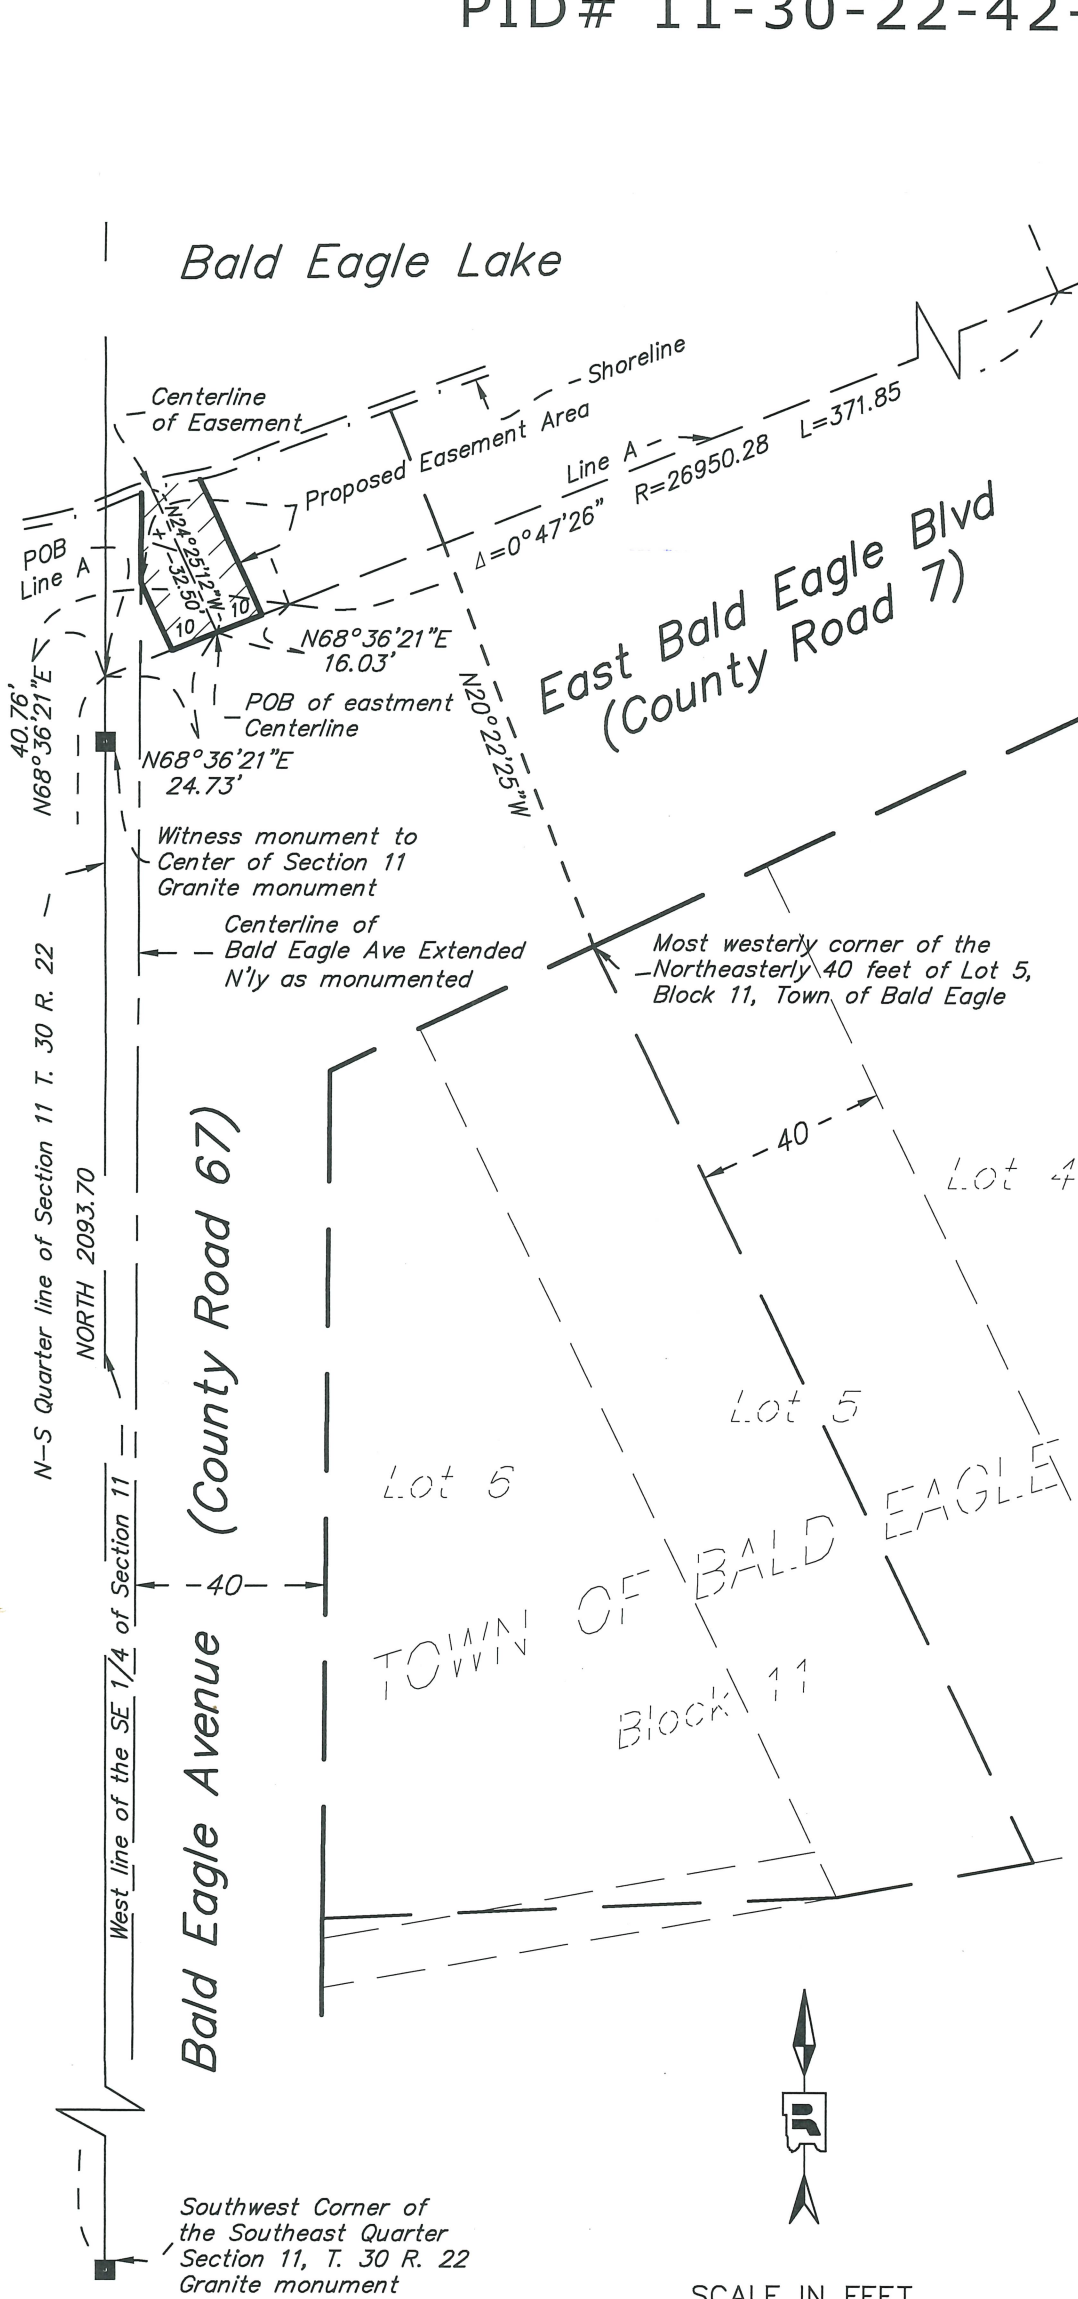 PID# 11-30-22-42-
Bald Eagle Lake
Shoreline
Centerline
of Easement
Proposed Easement Area
Line A
R=26950.28
L=371.85
Δ=0°47'26"
N24°25'12"W
+/-32.50'
10
10
POB
Line A
East Bald Eagle Blvd
(County Road 7)
N68°36'21"E
16.03'
POB of eastment
Centerline
N68°36'21"E
24.73'
40.76'
N68°36'21"E
N20°22'25"W
Witness monument to
Center of Section 11
Granite monument
Centerline of
Bald Eagle Ave Extended
N'ly as monumented
Most westerly corner of the
Northeasterly 40 feet of Lot 5,
Block 11, Town of Bald Eagle
N-S Quarter line of Section 11 T. 30 R. 22
NORTH 2093.70
West line of the SE 1/4 of Section 11
Bald Eagle Avenue (County Road 67)
40
40
Lot 4
Lot 5
Lot 6
TOWN OF BALD EAGLE
Block 11
Southwest Corner of
the Southeast Quarter
Section 11, T. 30 R. 22
Granite monument
SCALE IN FEET